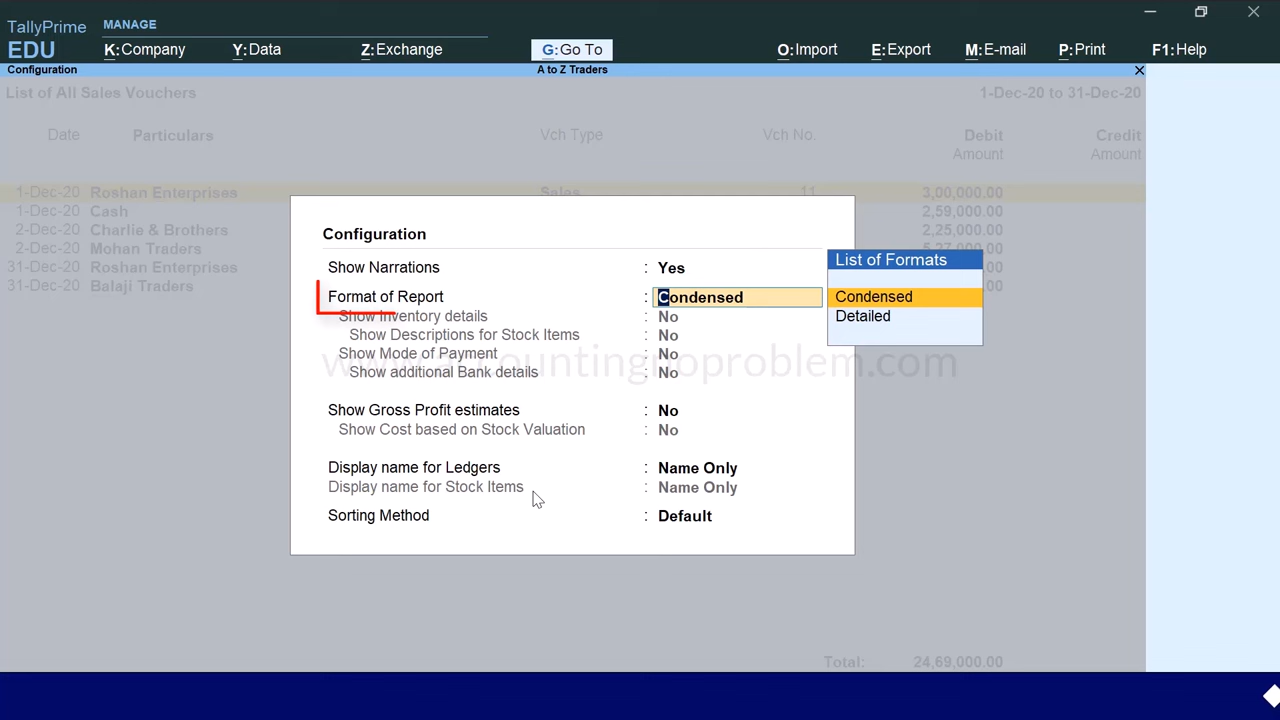 TallyPrime MANAGE
EDU K:Company Y:Data Z:Exchange G:Go To O:Import E:Export M:E-mail P:Print F1:Help
Configuration A to Z Traders
List of All Sales Vouchers 1-Dec-20 to 31-Dec-20
Date Particulars Vch Type Vch No. Debit Credit
Amount Amount
1-Dec-20 Roshan Enterprises Sales 11 3,00,000.00
1-Dec-20 Cash 2,59,000.00
2-Dec-20 Charlie & Brothers 2,25,000.00
2-Dec-20 Mohan Traders
31-Dec-20 Roshan Enterprises
31-Dec-20 Balaji Traders
Configuration
Show Narrations : Yes
Format of Report : Condensed
Show Inventory details : No
Show Descriptions for Stock Items : No
Show Mode of Payment : No
Show additional Bank details : No
Show Gross Profit estimates : No
Show Cost based on Stock Valuation : No
Display name for Ledgers : Name Only
Display name for Stock Items : Name Only
Sorting Method : Default
List of Formats
Condensed
Detailed
Total: 24,69,000.00